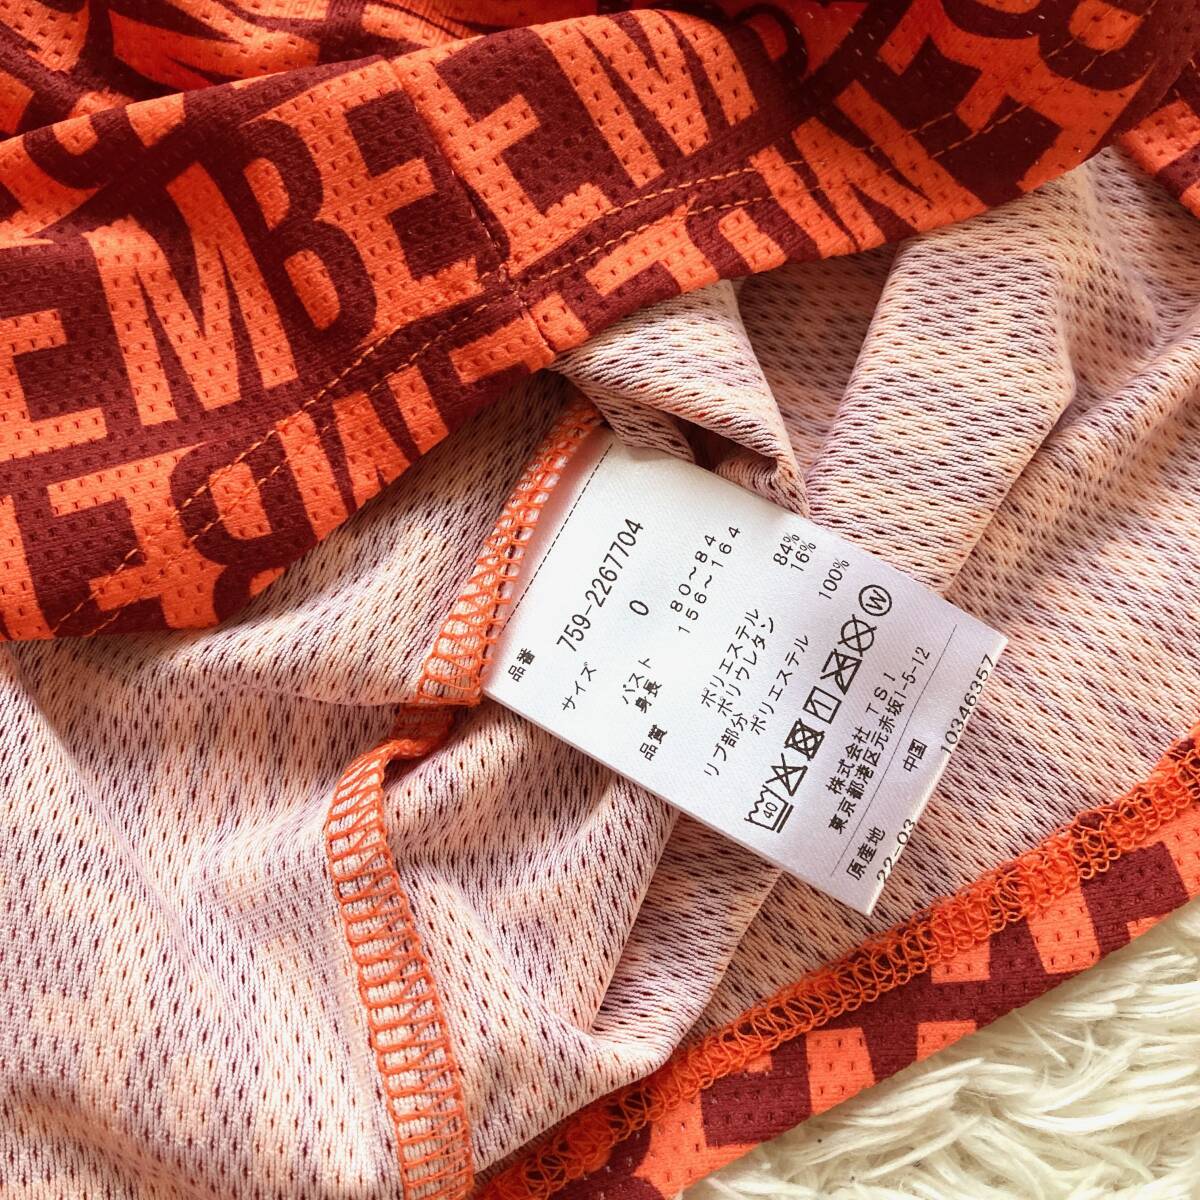 EMBEEM
EMBEEM
品番 759-2267704
サイズ 0
バスト 80~84
身長 156~164
品質
ポリエステル 84%
ポリウレタン 16%
リブ部分
ポリエステル 100%
40 W
株式会社 TSI
東京都港区元赤坂1-5-12
原産地 中国
22-03 10346357